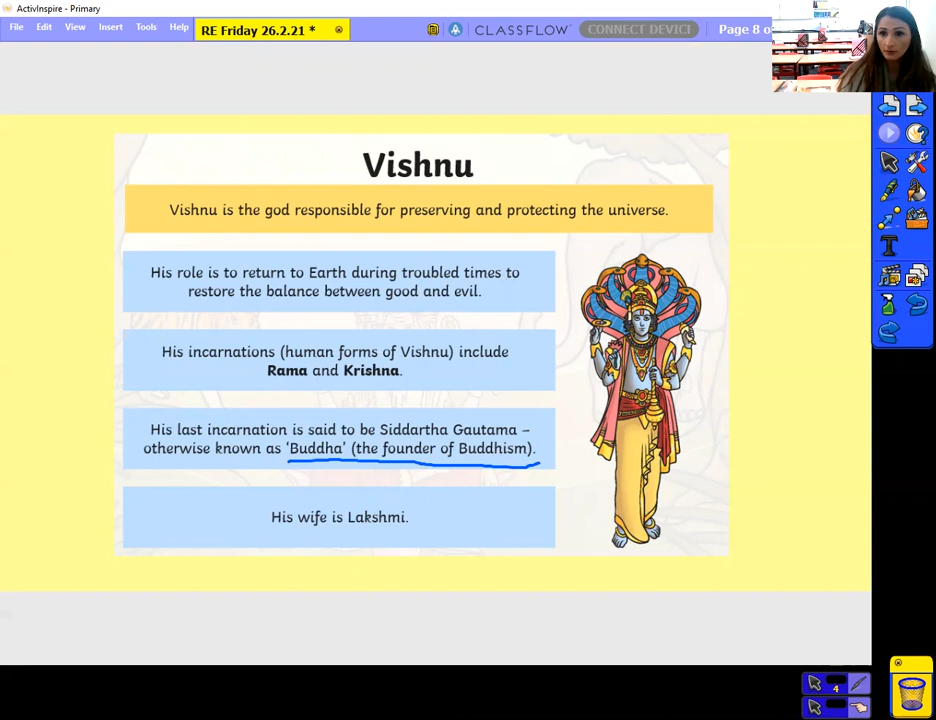 ActivInspire - Primary
File Edit View Insert Tools Help
RE Friday 26.2.21 *
CLASSFLOW
CONNECT DEVICI
Page 8 o
Vishnu
Vishnu is the god responsible for preserving and protecting the universe.
His role is to return to Earth during troubled times to
restore the balance between good and evil.
His incarnations (human forms of Vishnu) include
Rama and Krishna.
His last incarnation is said to be Siddartha Gautama –
otherwise known as ‘Buddha’ (the founder of Buddhism).
His wife is Lakshmi.
4